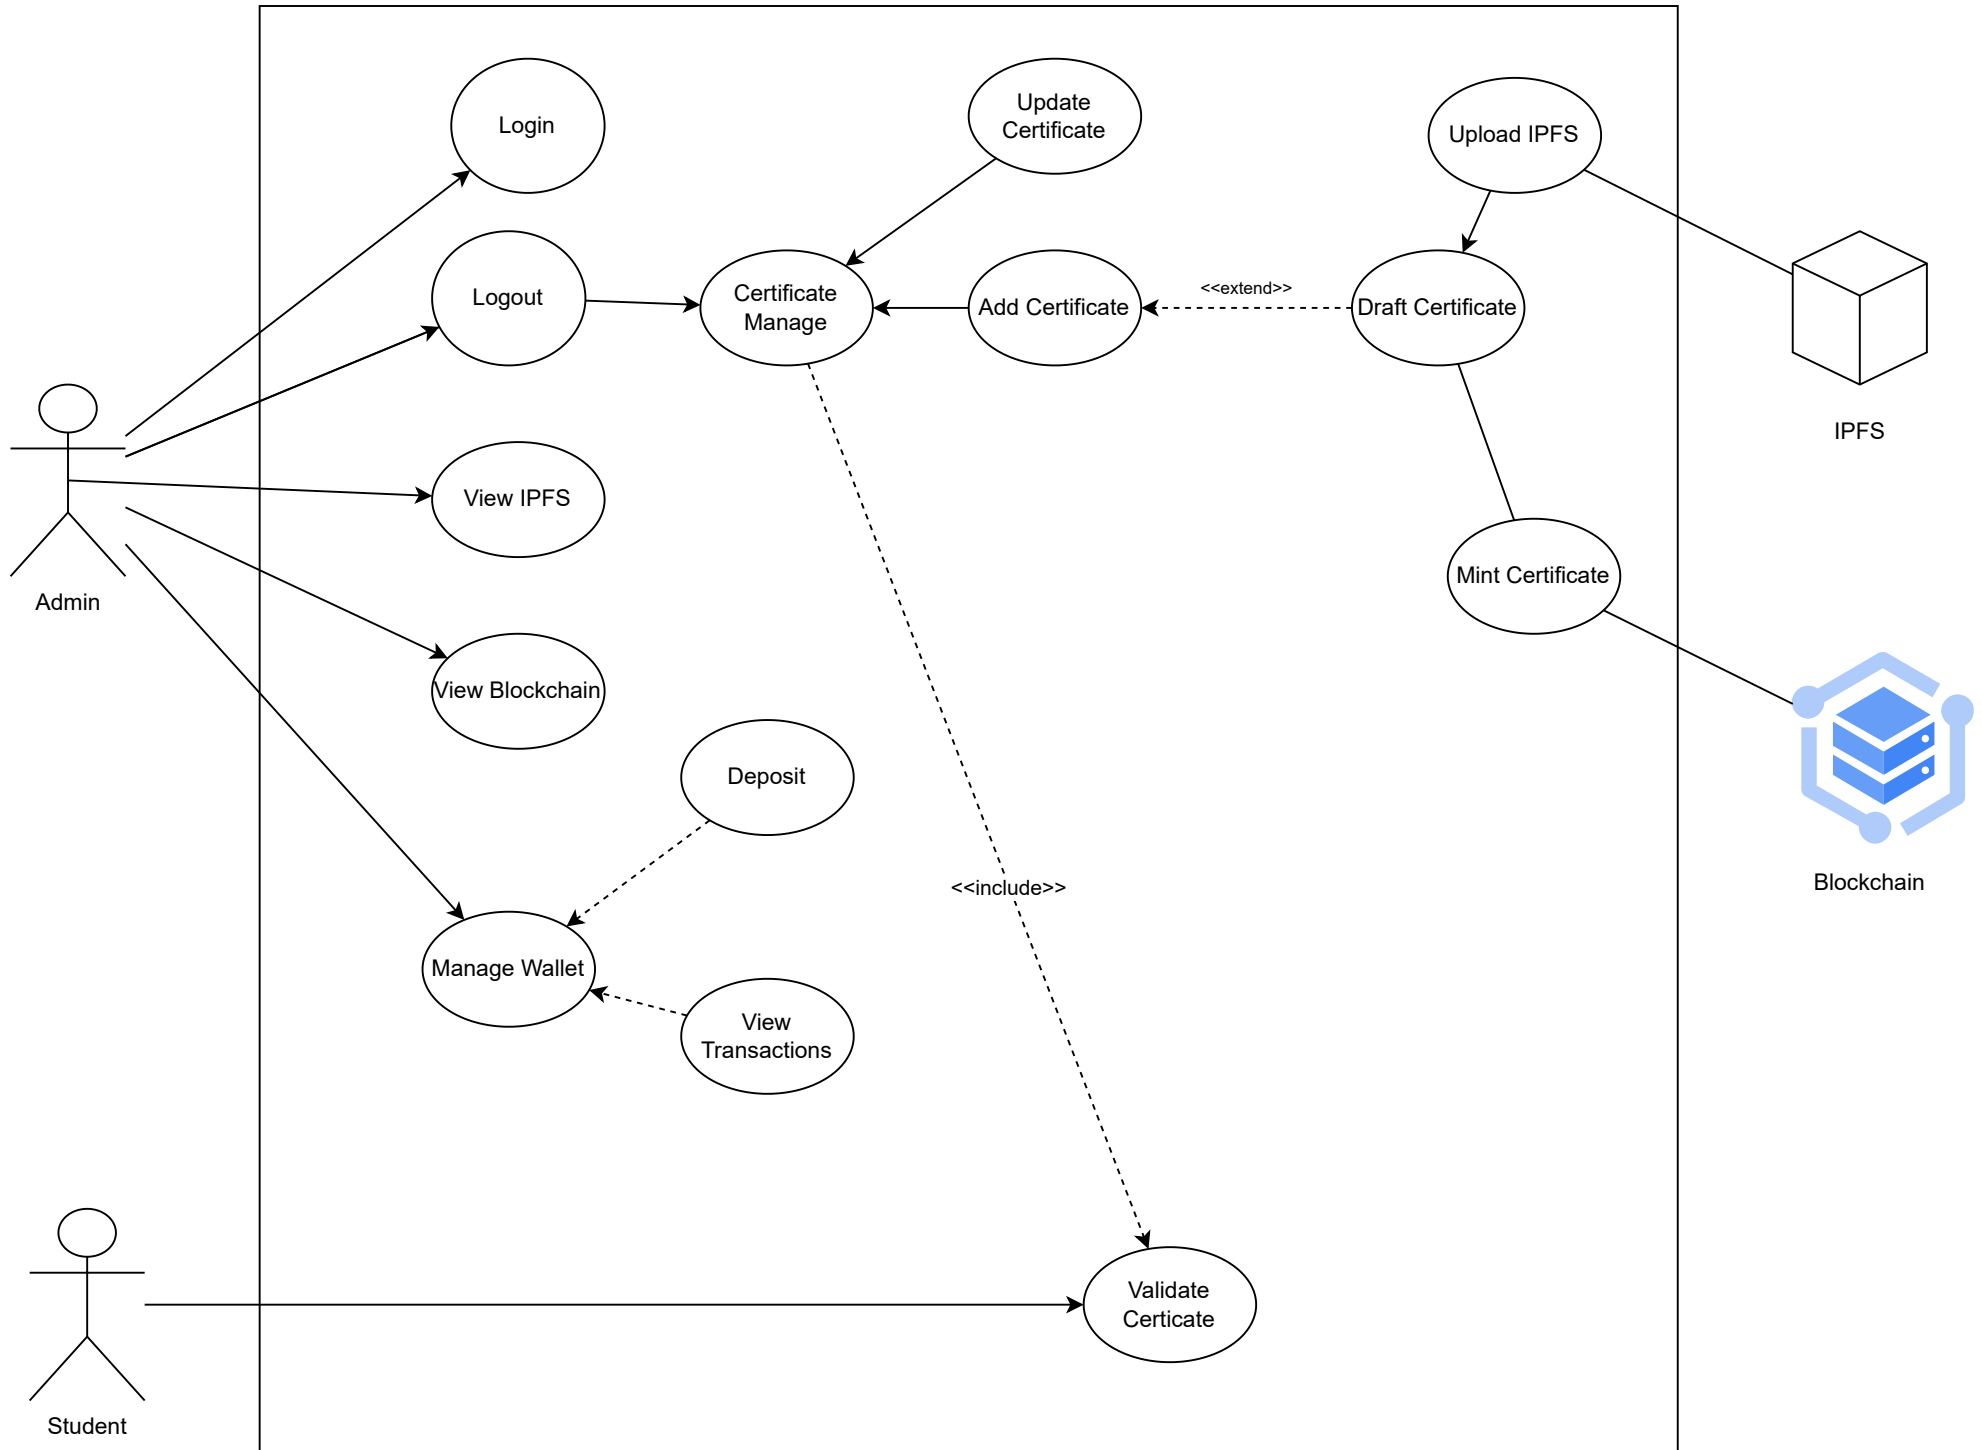 Login
Update
Certificate
Upload IPFS
Logout
Certificate
Manage
Add Certificate
<<extend>>
Draft Certificate
IPFS
View IPFS
Admin
Mint Certificate
View Blockchain
Deposit
<<include>>
Blockchain
Manage Wallet
View
Transactions
Validate
Certicate
Student